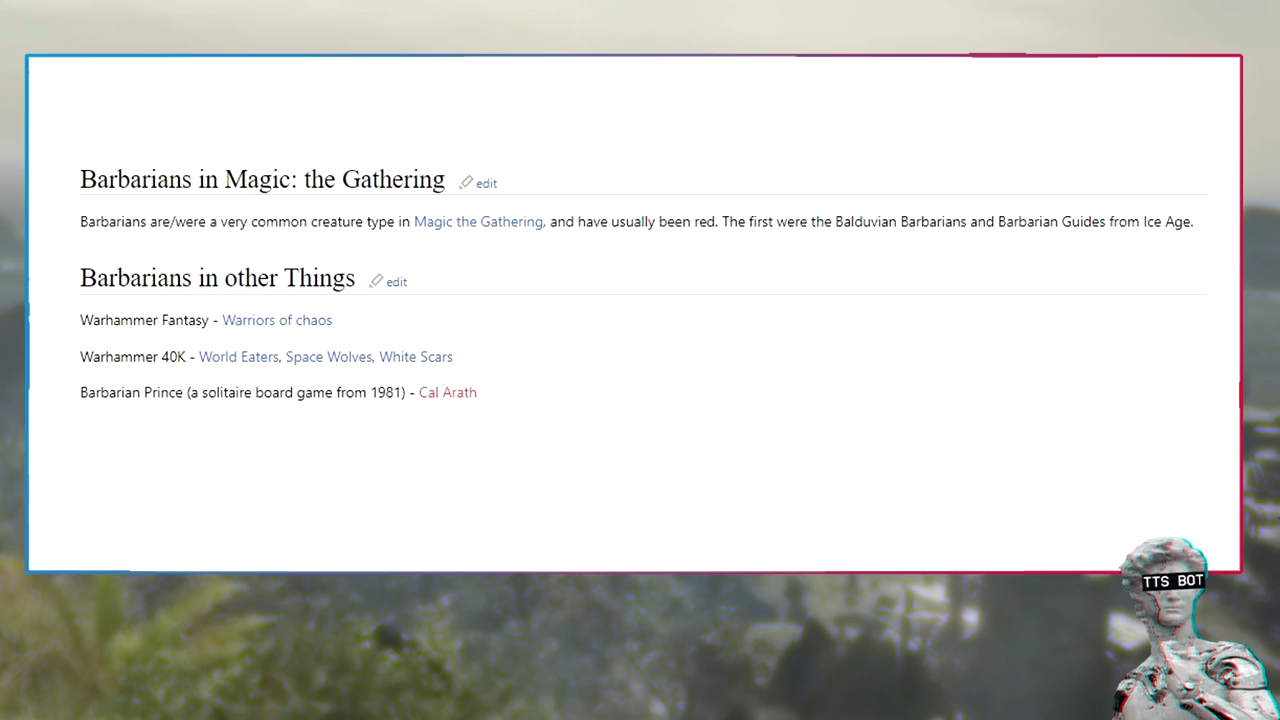 Barbarians in Magic: the Gathering edit
Barbarians are/were a very common creature type in Magic the Gathering, and have usually been red. The first were the Balduvian Barbarians and Barbarian Guides from Ice Age.
Barbarians in other Things edit
Warhammer Fantasy - Warriors of chaos
Warhammer 40K - World Eaters, Space Wolves, White Scars
Barbarian Prince (a solitaire board game from 1981) - Cal Arath
TTS BOT